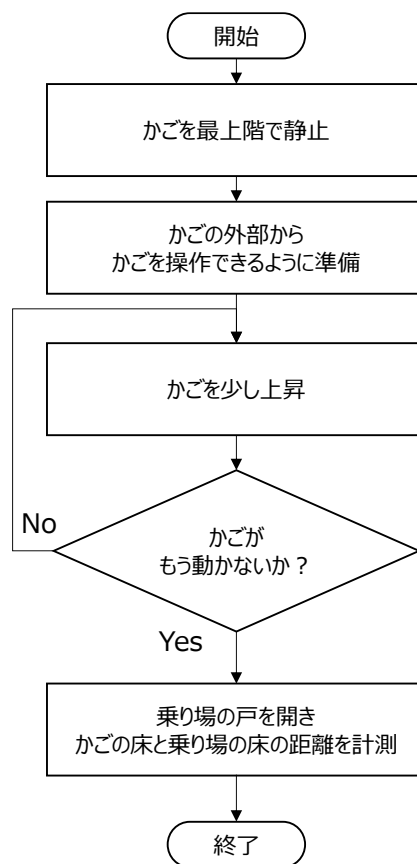 開始
かごを最上階で静止
かごの外部から
かごを操作できるように準備
かごを少し上昇
かごが
もう動かないか?
No
Yes
乗り場の戸を開き
かごの床と乗り場の床の距離を計測
終了